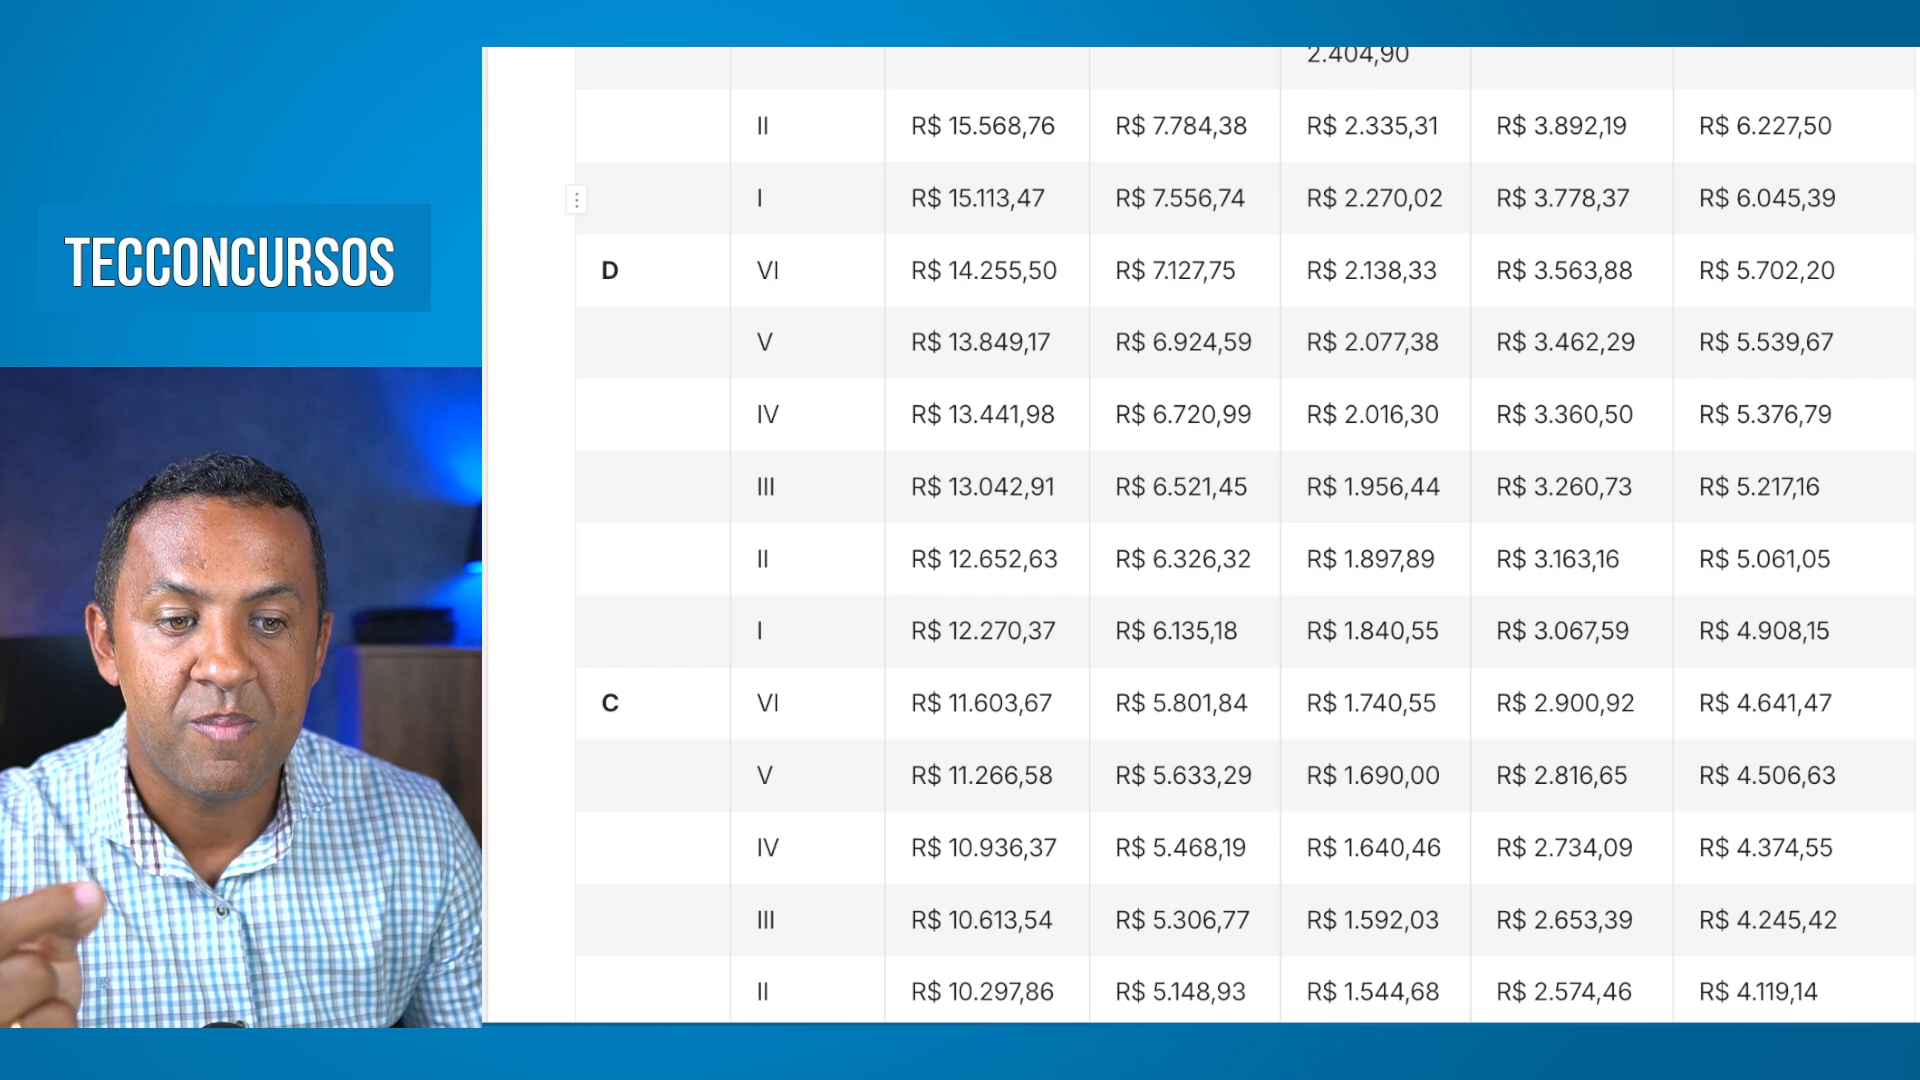 TECCONCURSOS
2.404,90
II R$ 15.568,76 R$ 7.784,38 R$ 2.335,31 R$ 3.892,19 R$ 6.227,50
I R$ 15.113,47 R$ 7.556,74 R$ 2.270,02 R$ 3.778,37 R$ 6.045,39
D VI R$ 14.255,50 R$ 7.127,75 R$ 2.138,33 R$ 3.563,88 R$ 5.702,20
V R$ 13.849,17 R$ 6.924,59 R$ 2.077,38 R$ 3.462,29 R$ 5.539,67
IV R$ 13.441,98 R$ 6.720,99 R$ 2.016,30 R$ 3.360,50 R$ 5.376,79
III R$ 13.042,91 R$ 6.521,45 R$ 1.956,44 R$ 3.260,73 R$ 5.217,16
II R$ 12.652,63 R$ 6.326,32 R$ 1.897,89 R$ 3.163,16 R$ 5.061,05
I R$ 12.270,37 R$ 6.135,18 R$ 1.840,55 R$ 3.067,59 R$ 4.908,15
C VI R$ 11.603,67 R$ 5.801,84 R$ 1.740,55 R$ 2.900,92 R$ 4.641,47
V R$ 11.266,58 R$ 5.633,29 R$ 1.690,00 R$ 2.816,65 R$ 4.506,63
IV R$ 10.936,37 R$ 5.468,19 R$ 1.640,46 R$ 2.734,09 R$ 4.374,55
III R$ 10.613,54 R$ 5.306,77 R$ 1.592,03 R$ 2.653,39 R$ 4.245,42
II R$ 10.297,86 R$ 5.148,93 R$ 1.544,68 R$ 2.574,46 R$ 4.119,14